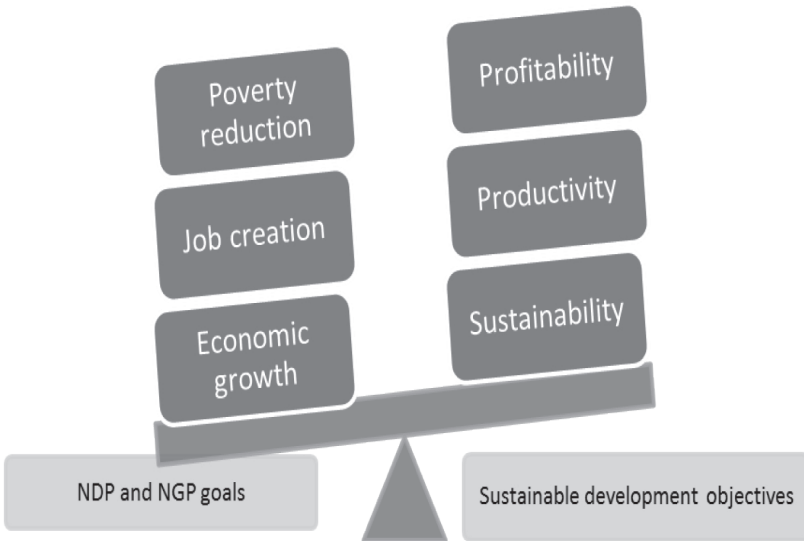 Poverty
reduction
Job creation
Economic
growth
Profitability
Productivity
Sustainability
NDP and NGP goals
Sustainable development objectives